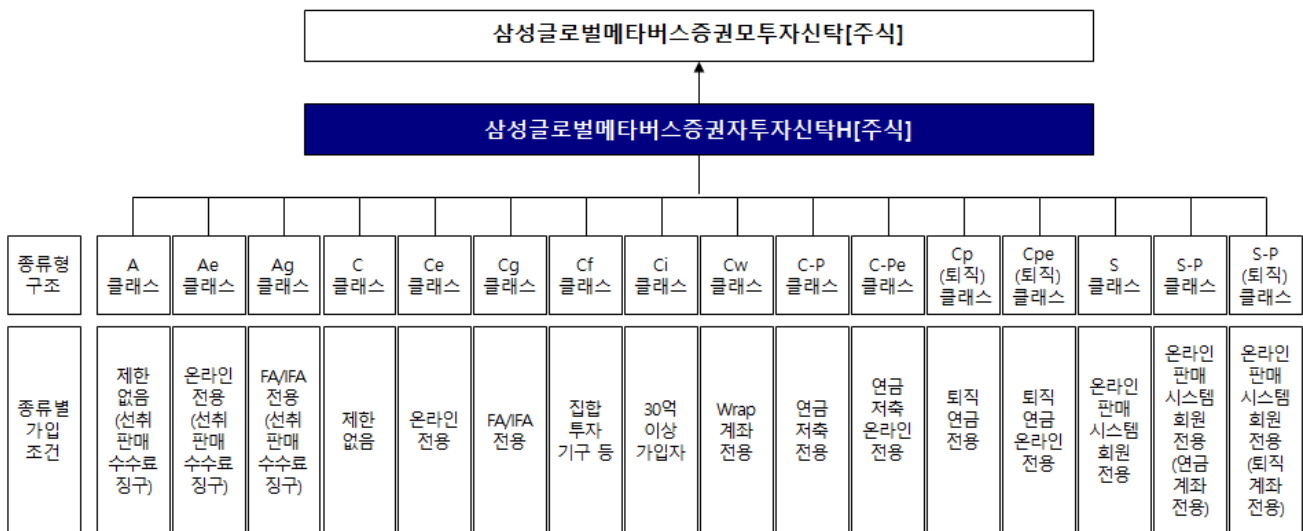 삼성글로벌메타버스증권모투자신탁[주식]
삼성글로벌메타버스증권자투자신탁H[주식]
종류형
구조
A
클래스
Ae
클래스
Ag
클래스
C
클래스
Ce
클래스
Cg
클래스
Cf
클래스
Ci
클래스
Cw
클래스
C-P
클래스
C-Pe
클래스
Cp
(퇴직)
클래스
Cpe
(퇴직)
클래스
S
클래스
S-P
클래스
S-P
(퇴직)
클래스
종류별
가입
조건
제한
없음
(선취
판매
수수료
징구)
온라인
전용
(선취
판매
수수료
징구)
FA/IFA
전용
(선취
판매
수수료
징구)
제한
없음
온라인
전용
FA/IFA
전용
집합
투자
기구 등
30억
이상
가입자
Wrap
계좌
전용
연금
저축
전용
연금
저축
온라인
전용
퇴직
연금
전용
퇴직
연금
온라인
전용
온라인
판매
시스템
회원
전용
온라인
판매
시스템
회원
전용
(연금
계좌
전용)
온라인
판매
시스템
회원
전용
(퇴직
계좌
전용)